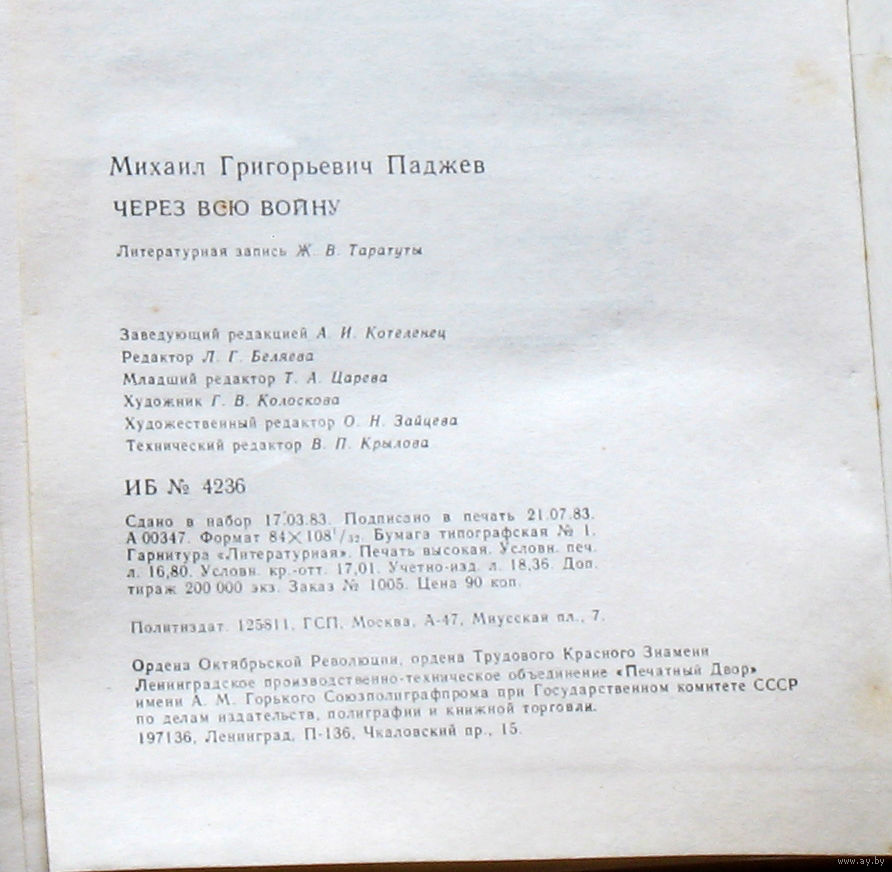 Михаил Григорьевич Паджев
ЧЕРЕЗ ВСЮ ВОЙНУ
Литературная запись Ж. В. Таратуты
Заведующий редакцией А. И. Котеленец
Редактор Л. Г. Беляева
Младший редактор Т. А. Царева
Художник Г. В. Колоскова
Художественный редактор О. Н. Зайцева
Технический редактор В. П. Крылова
ИБ № 4236
Сдано в набор 17.03.83. Подписано в печать 21.07.83.
А 00347. Формат 84×108¹/₃₂. Бумага типографская № 1.
Гарнитура «Литературная». Печать высокая. Условн. печ.
л. 16,80. Условн. кр.-отт. 17,01. Учетно-изд. л. 18,36. Доп.
тираж 200 000 экз. Заказ № 1005. Цена 90 коп.
Политиздат. 125811, ГСП, Москва, А-47, Миусская пл., 7.
Ордена Октябрьской Революции, ордена Трудового Красного Знамени
Ленинградское производственно-техническое объединение «Печатный Двор»
имени А. М. Горького Союзполиграфпрома при Государственном комитете СССР
по делам издательств, полиграфии и книжной торговли.
197136, Ленинград, П-136, Чкаловский пр., 15.
www.ay.by